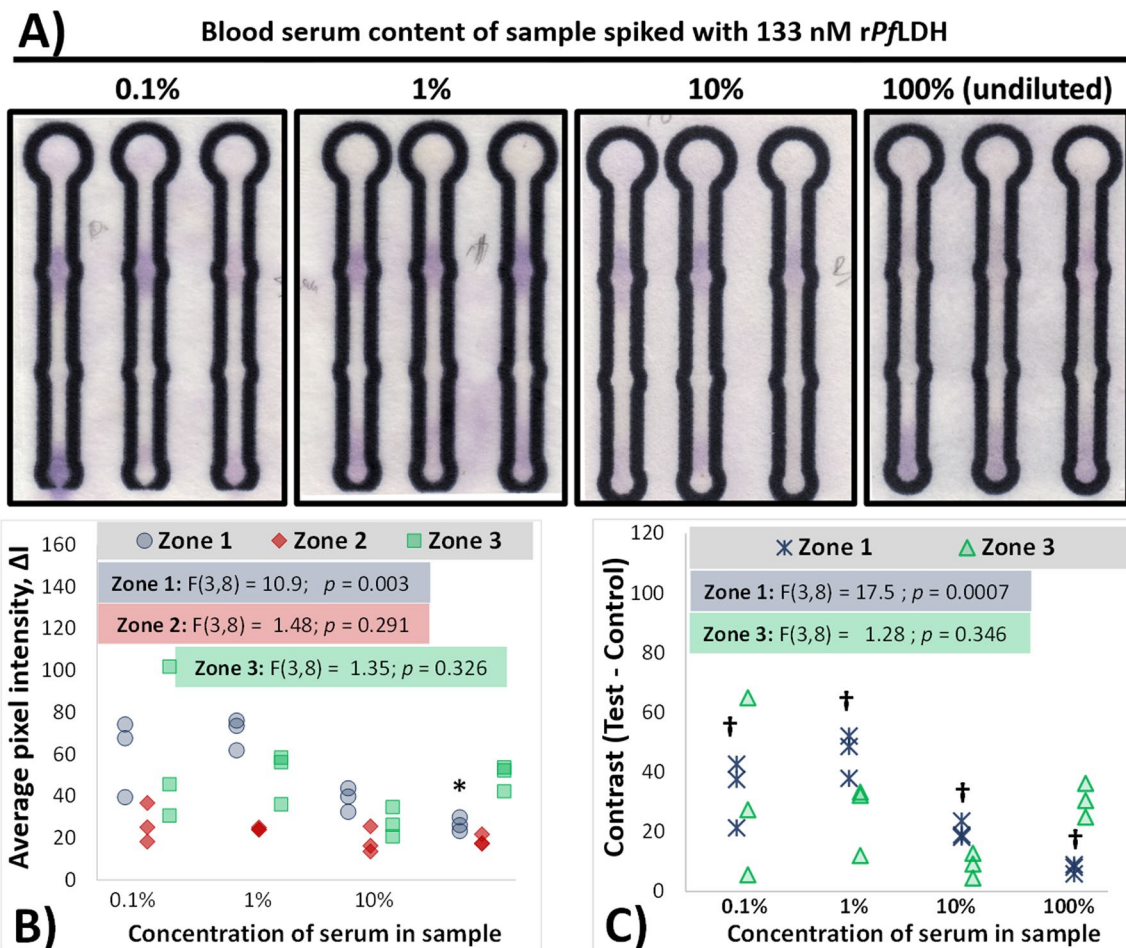 A)
Blood serum content of sample spiked with 133 nM rPfLDH
0.1% 1% 10% 100% (undiluted)
Zone 1 Zone 2 Zone 3
Zone 1: F(3,8) = 10.9; p = 0.003
Zone 2: F(3,8) = 1.48; p = 0.291
Zone 3: F(3,8) = 1.35; p = 0.326
Average pixel intensity, ΔI
160
140
120
100
80
60
40
20
0
*
0.1% 1% 10%
Concentration of serum in sample
B)
Zone 1 Zone 3
Zone 1: F(3,8) = 17.5 ; p = 0.0007
Zone 3: F(3,8) = 1.28 ; p = 0.346
Contrast (Test - Control)
120
100
80
60
40
20
0
† † † †
0.1% 1% 10% 100%
Concentration of serum in sample
C)